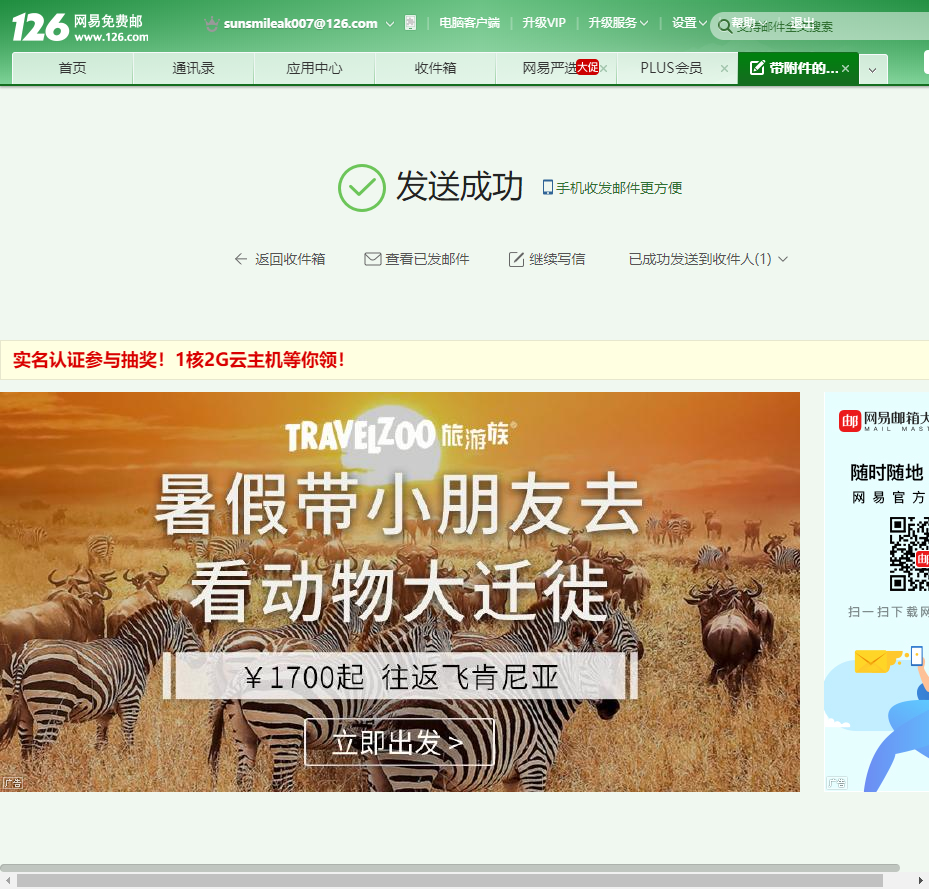 126 网易免费邮
www.126.com
sunsmileak007@126.com
电脑客户端
升级VIP
升级服务
设置
帮助
退出
支持邮件全文搜索
首页
通讯录
应用中心
收件箱
网易严选
大促
PLUS会员
带附件的...
发送成功
手机收发邮件更方便
返回收件箱
查看已发邮件
继续写信
已成功发送到收件人(1)
实名认证参与抽奖！1核2G云主机等你领！
TRAVELZOO 旅游族®
暑假带小朋友去
看动物大迁徙
￥1700起 往返飞肯尼亚
立即出发 >
广告
邮 网易邮箱大
MAIL MAST
随时随地
网易官方
邮
扫一扫下载网
广告